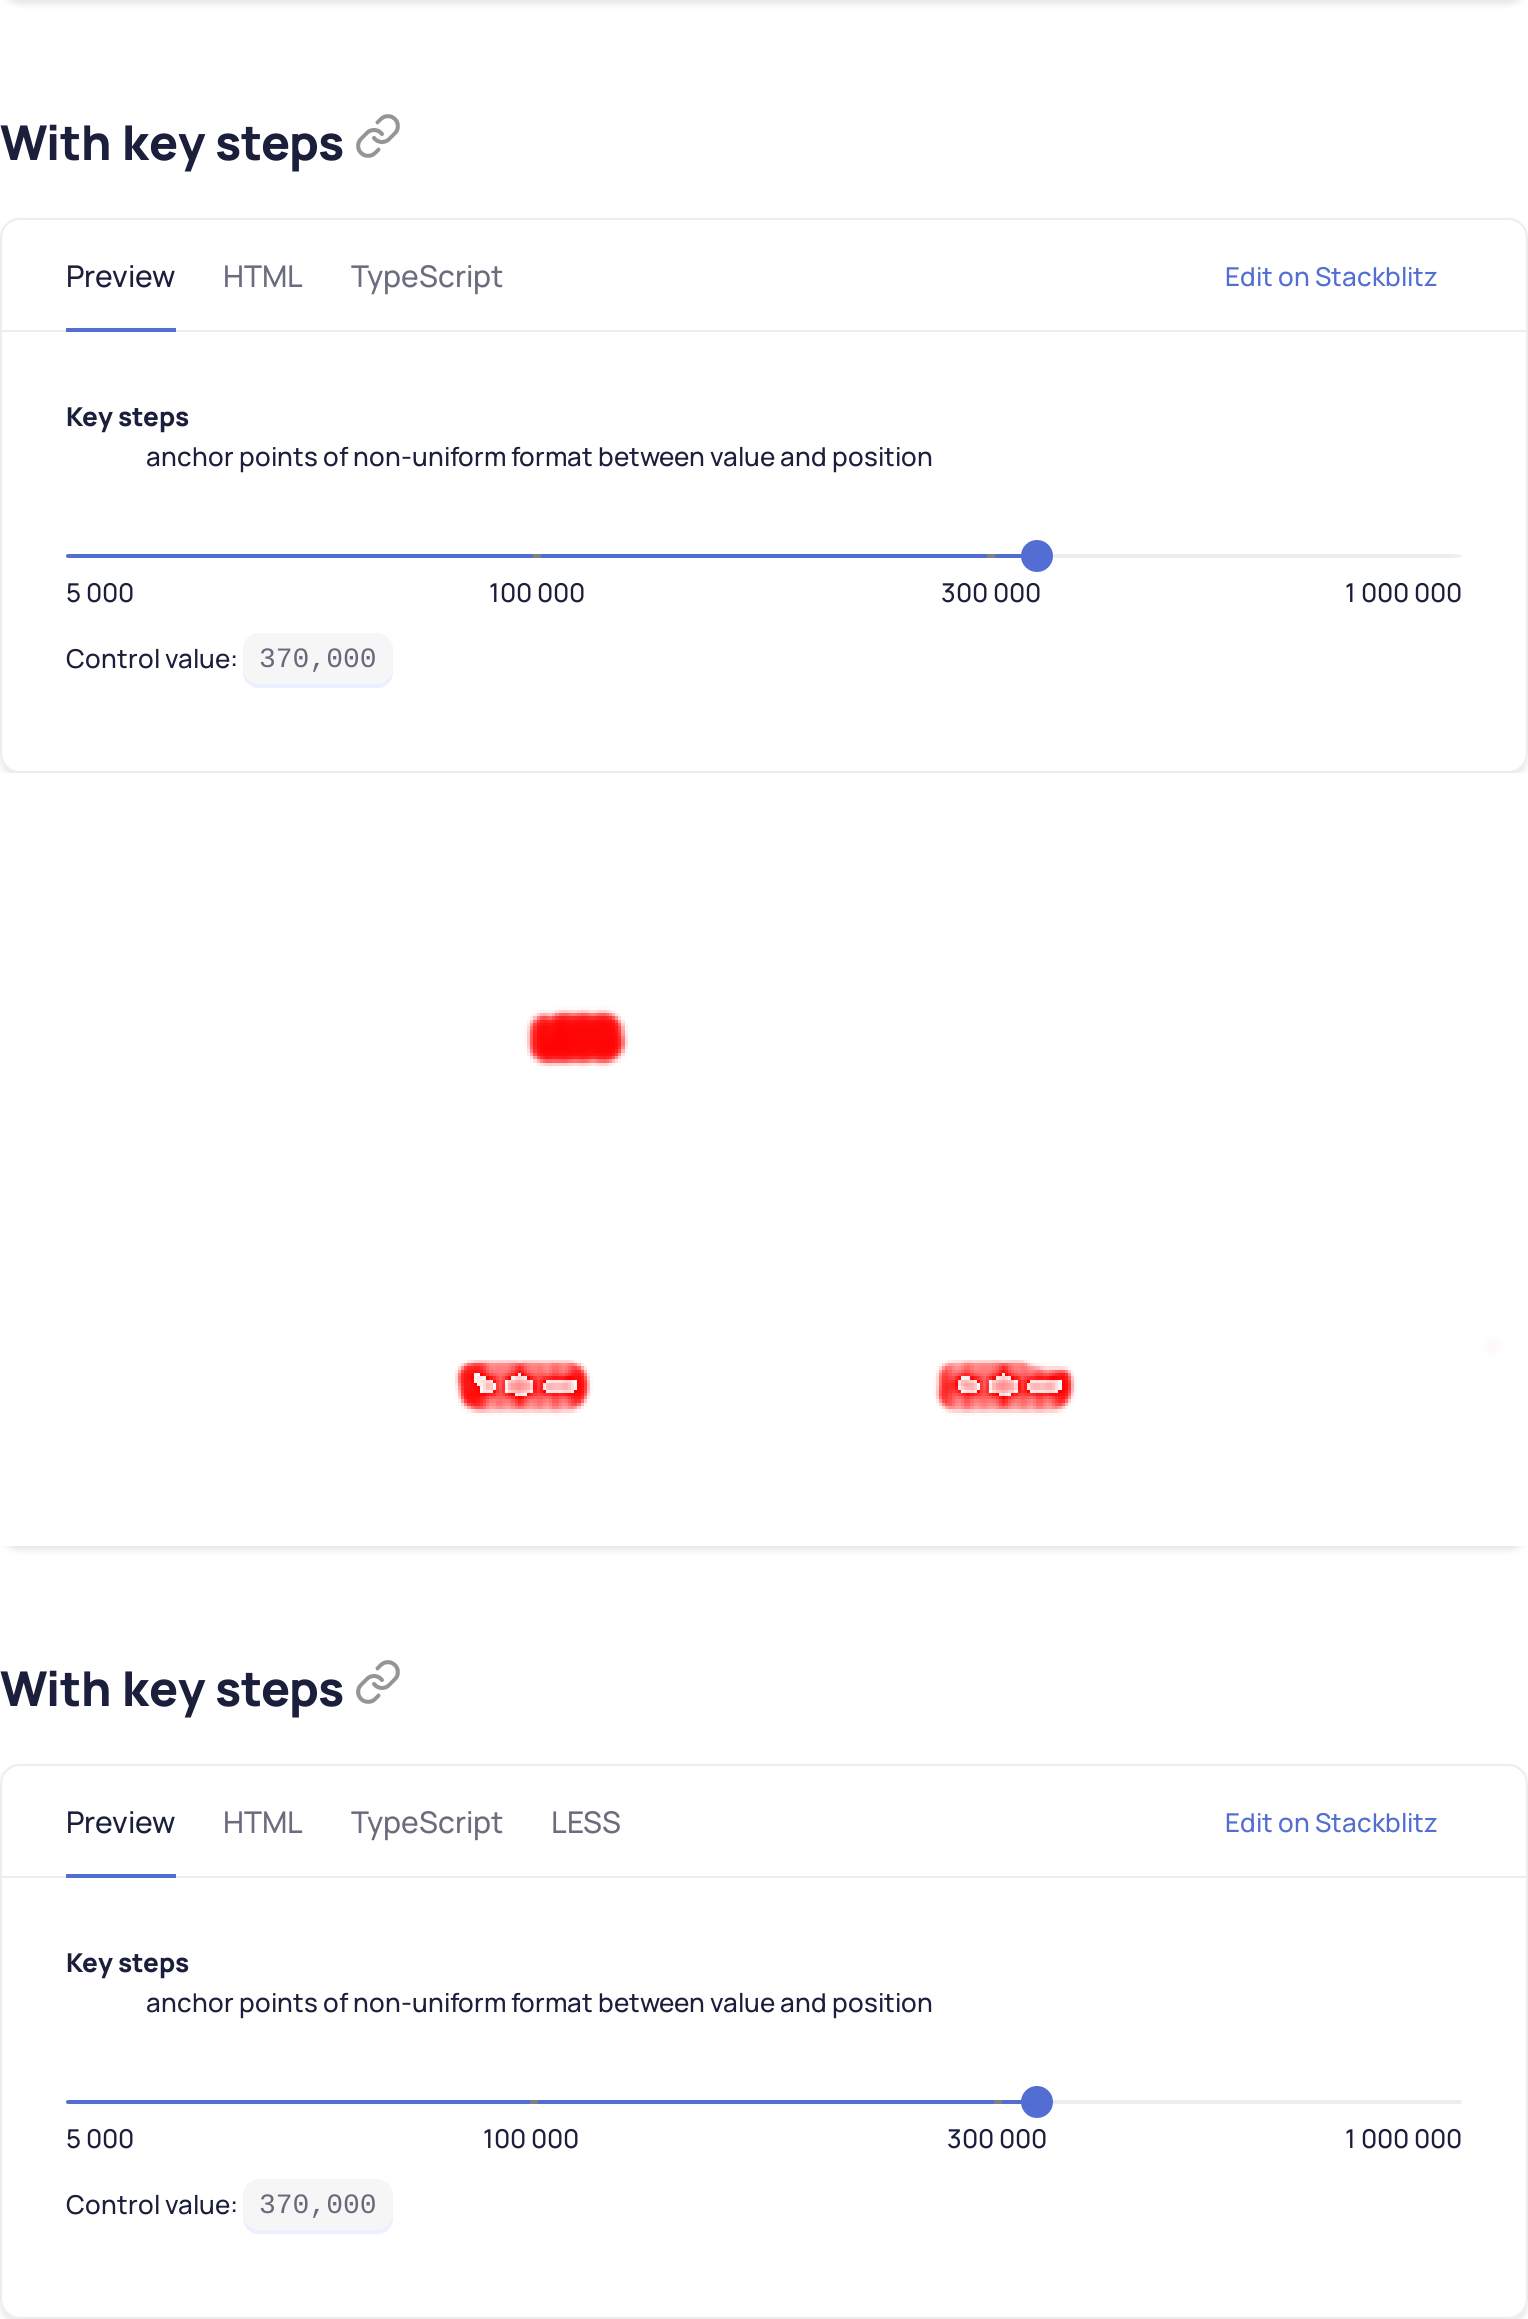 With key steps
Preview HTML TypeScript Edit on Stackblitz
Key steps
anchor points of non-uniform format between value and position
5 000 100 000 300 000 1 000 000
Control value: 370,000
With key steps
Preview HTML TypeScript LESS Edit on Stackblitz
Key steps
anchor points of non-uniform format between value and position
5 000 100 000 300 000 1 000 000
Control value: 370,000